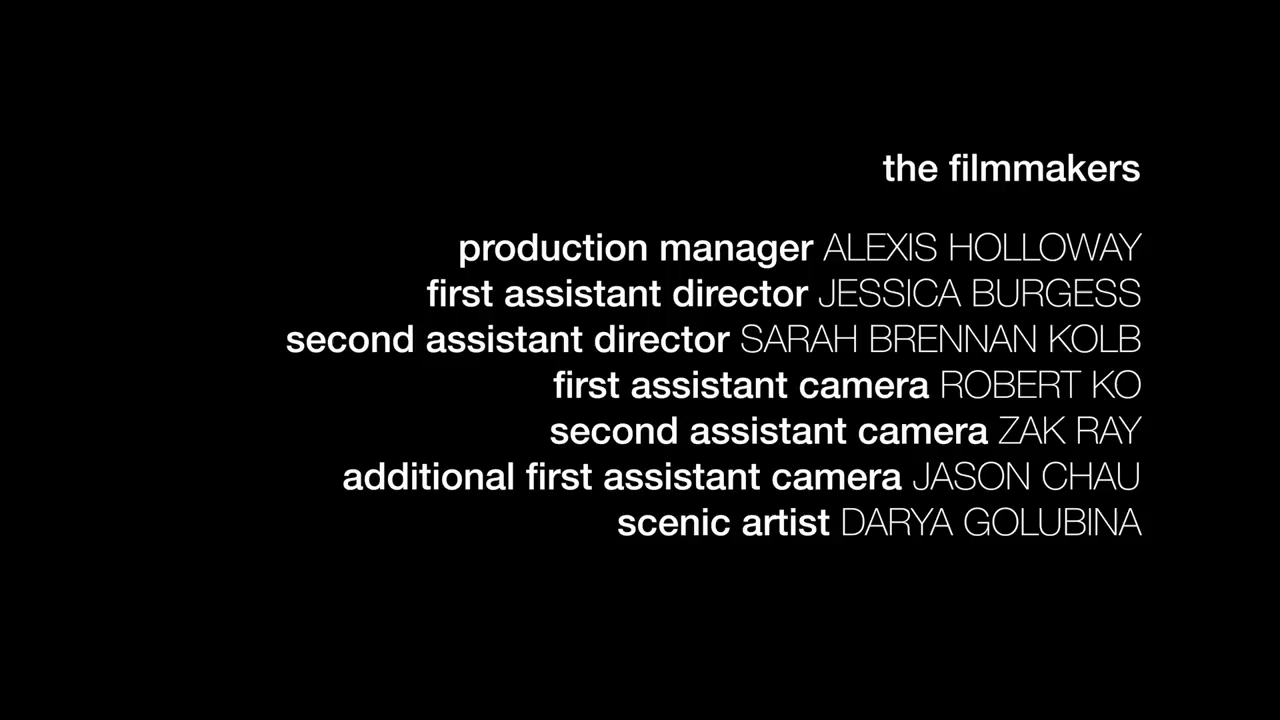 the filmmakers
production manager ALEXIS HOLLOWAY
first assistant director JESSICA BURGESS
second assistant director SARAH BRENNAN KOLB
first assistant camera ROBERT KO
second assistant camera ZAK RAY
additional first assistant camera JASON CHAU
scenic artist DARYA GOLUBINA